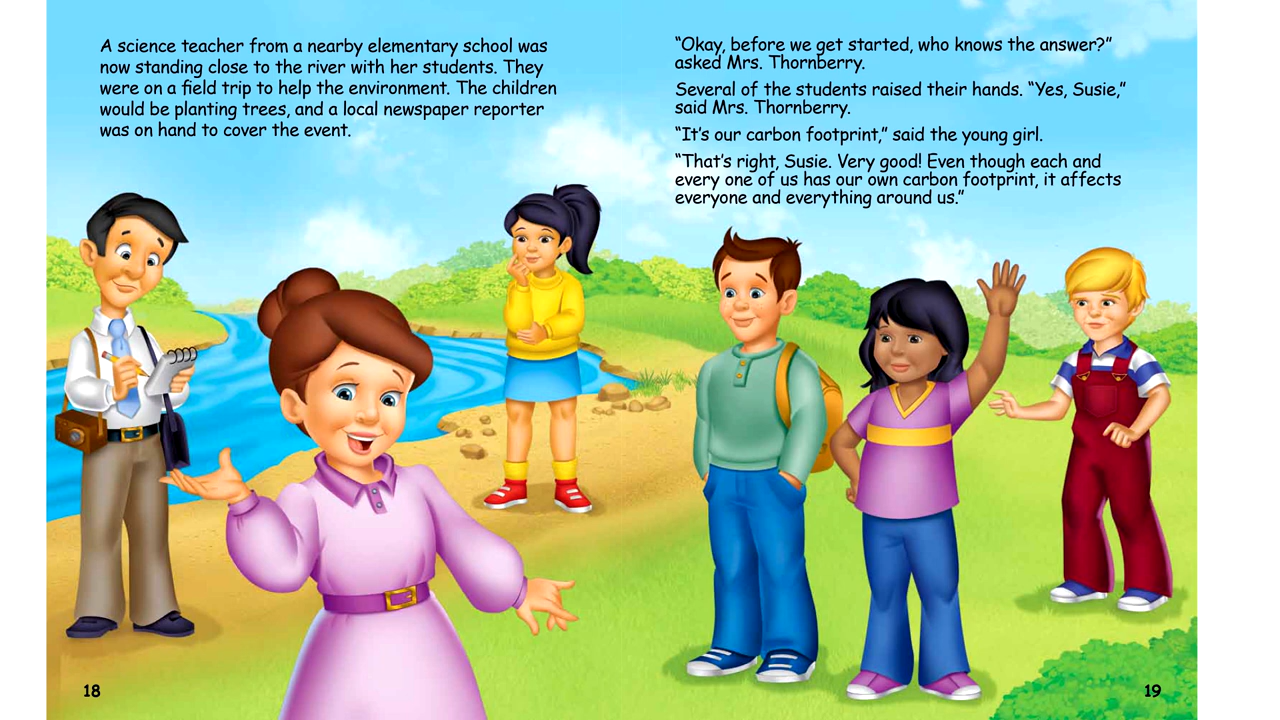 A science teacher from a nearby elementary school was
now standing close to the river with her students. They
were on a field trip to help the environment. The children
would be planting trees, and a local newspaper reporter
was on hand to cover the event.
18
“Okay, before we get started, who knows the answer?”
asked Mrs. Thornberry.
Several of the students raised their hands. “Yes, Susie,”
said Mrs. Thornberry.
“It’s our carbon footprint,” said the young girl.
“That’s right, Susie. Very good! Even though each and
every one of us has our own carbon footprint, it affects
everyone and everything around us.”
19